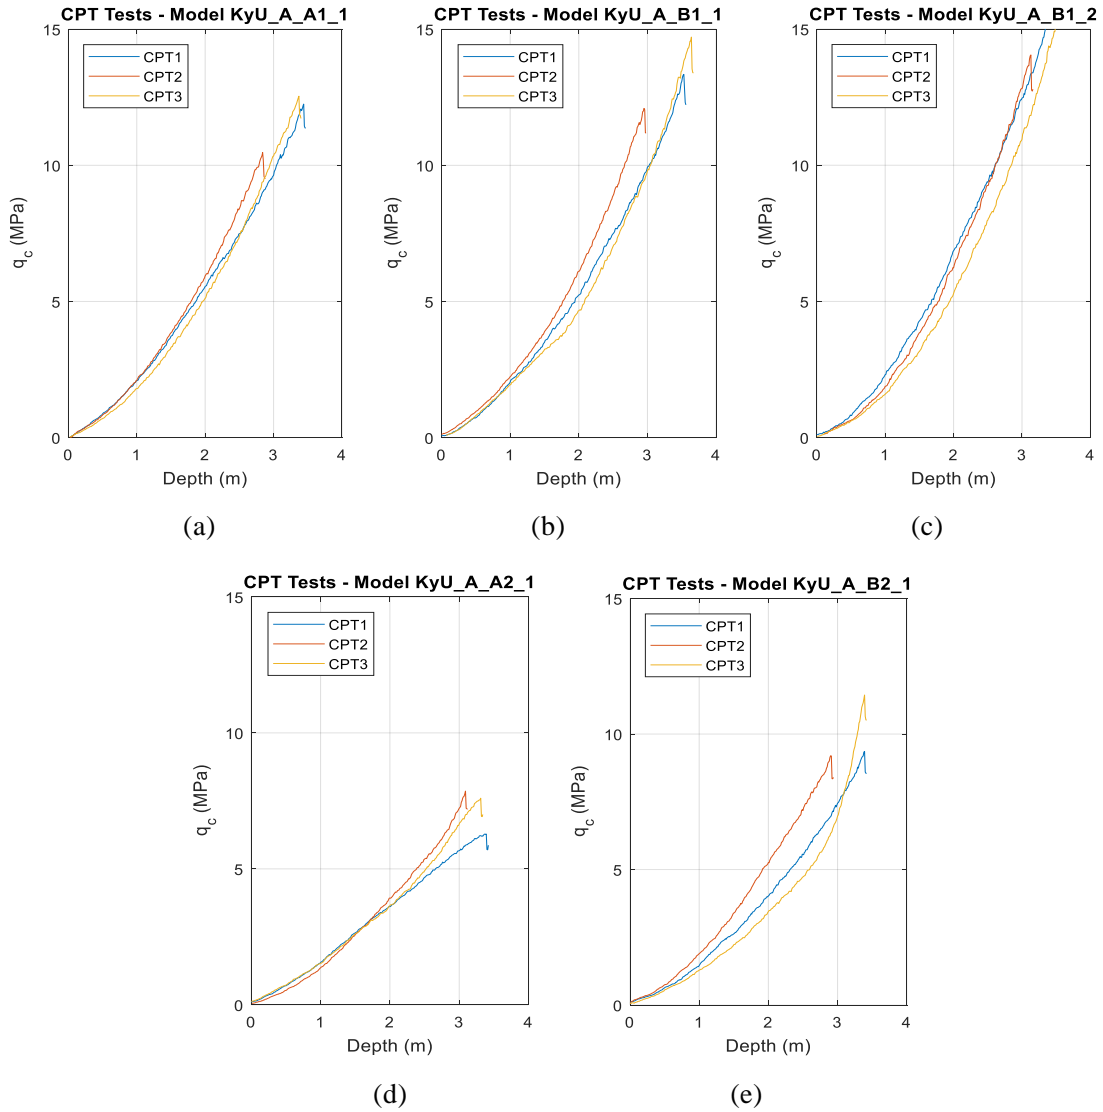 CPT Tests - Model KyU_A_A1_1
15
10
5
0
q_c (MPa)
CPT1
CPT2
CPT3
0 1 2 3 4
Depth (m)
(a)
CPT Tests - Model KyU_A_B1_1
15
10
5
0
q_c (MPa)
CPT1
CPT2
CPT3
0 1 2 3 4
Depth (m)
(b)
CPT Tests - Model KyU_A_B1_2
15
10
5
0
q_c (MPa)
CPT1
CPT2
CPT3
0 1 2 3 4
Depth (m)
(c)
CPT Tests - Model KyU_A_A2_1
15
10
5
0
q_c (MPa)
CPT1
CPT2
CPT3
0 1 2 3 4
Depth (m)
(d)
CPT Tests - Model KyU_A_B2_1
15
10
5
0
q_c (MPa)
CPT1
CPT2
CPT3
0 1 2 3 4
Depth (m)
(e)